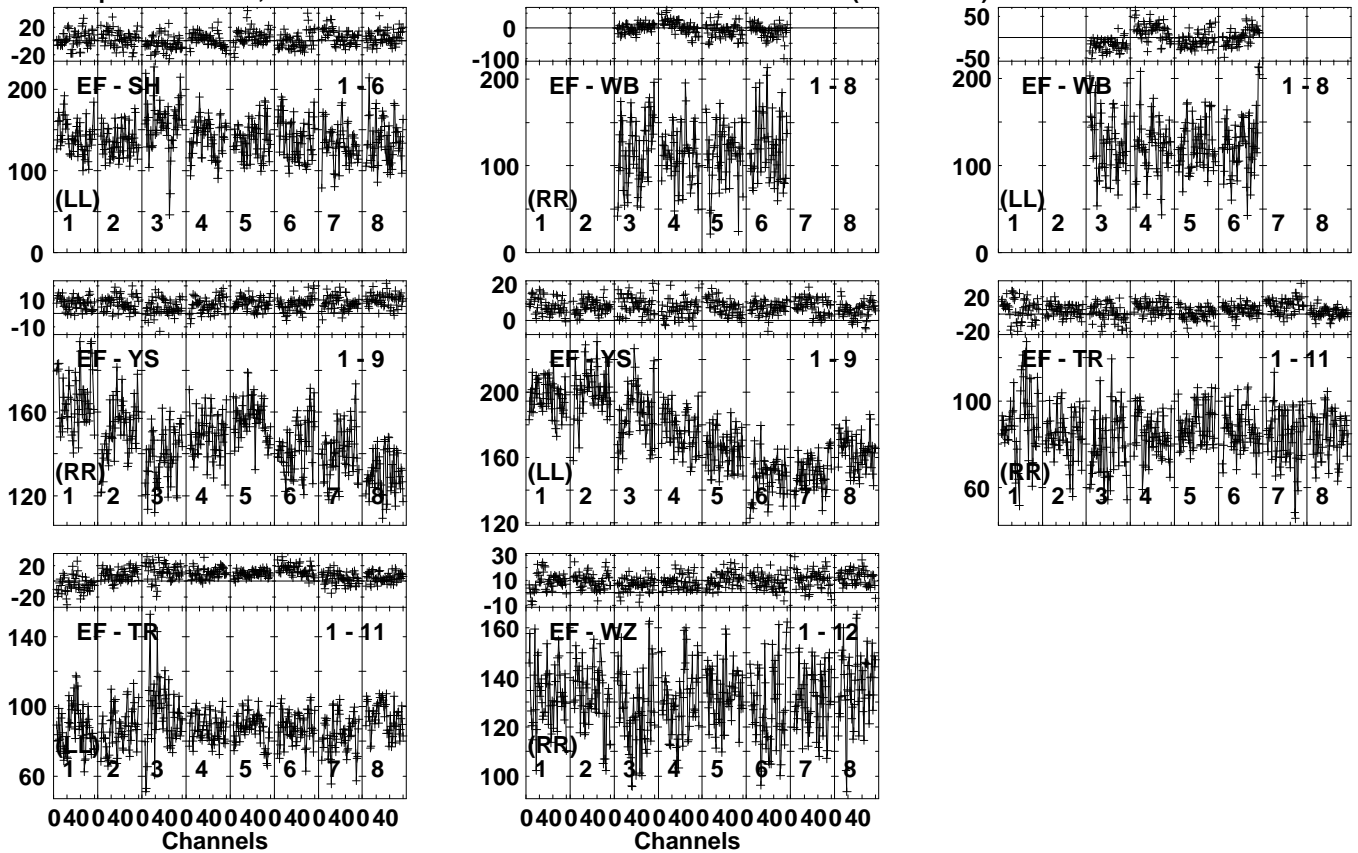 20
-20
EF - SH 1 - 6
200
100
(LL)
1 2 3 4 5 6 7 8
0
0
-100
200
EF - WB 1 - 8
100
(RR)
1 2 3 4 5 6 7 8
0
50
-50
200
EF - WB 1 - 8
100
(LL)
1 2 3 4 5 6 7 8
0
10
-10
EF - YS 1 - 9
160
(RR)
120
1 2 3 4 5 6 7 8
20
0
EF - YS 1 - 9
200
160
(LL)
1 2 3 4 5 6 7 8
120
20
-20
EF - TR 1 - 11
100
(RR)
60
1 2 3 4 5 6 7 8
20
-20
140
EF - TR 1 - 11
100
(LL)
60
1 2 3 4 5 6 7 8
0 40 0 40 0 40 0 40 0 40 0 40 0 40 0 40
Channels
30
10
-10
160
EF - WZ 1 - 12
140
120
(RR)
100
1 2 3 4 5 6 7 8
0 40 0 40 0 40 0 40 0 40 0 40 0 40 0 40
Channels